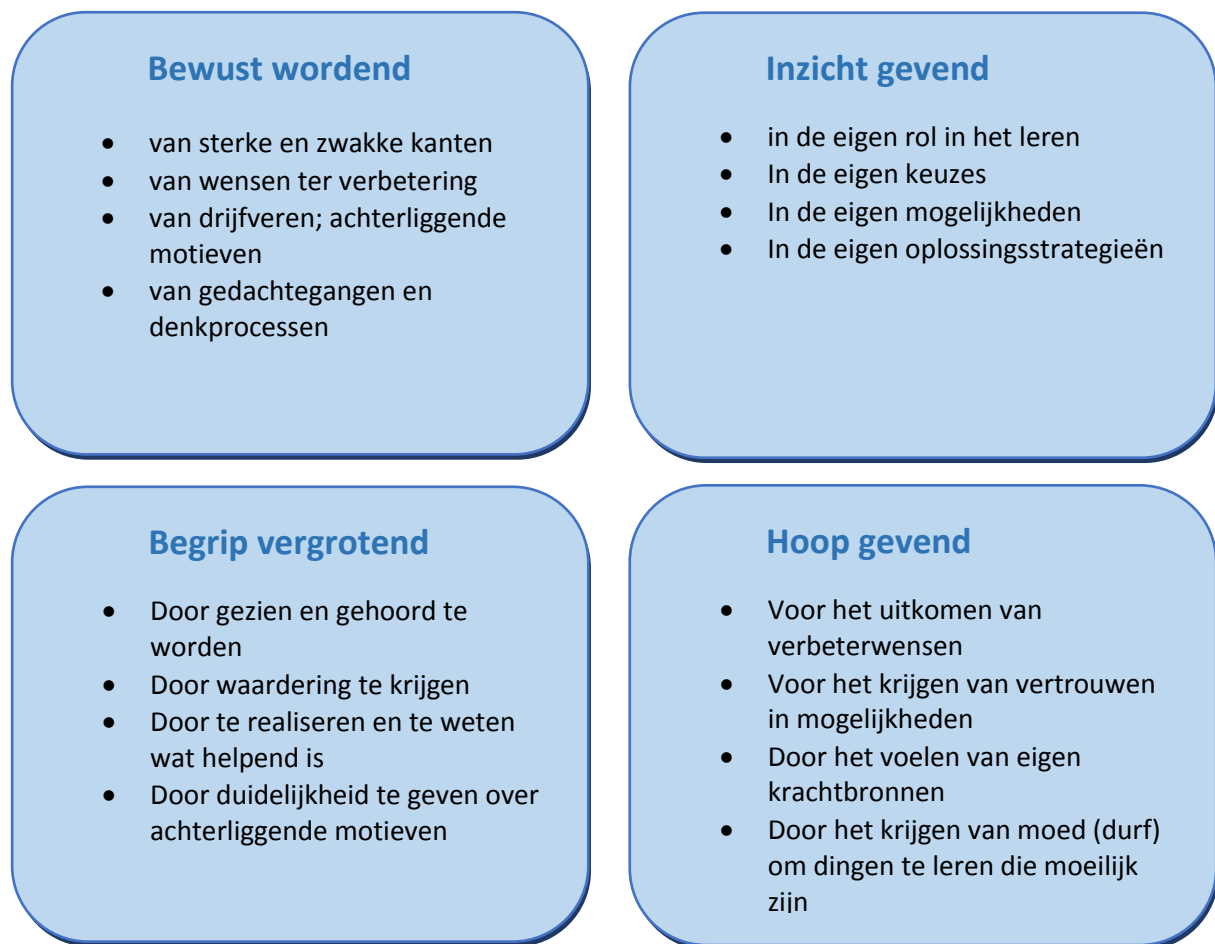 Bewust wordend
• van sterke en zwakke kanten
• van wensen ter verbetering
• van drijfveren; achterliggende
motieven
• van gedachtegangen en
denkprocessen
Inzicht gevend
• in de eigen rol in het leren
• In de eigen keuzes
• In de eigen mogelijkheden
• In de eigen oplossingsstrategieën
Begrip vergrotend
• Door gezien en gehoord te
worden
• Door waardering te krijgen
• Door te realiseren en te weten
wat helpend is
• Door duidelijkheid te geven over
achterliggende motieven
Hoop gevend
• Voor het uitkomen van
verbeterwensen
• Voor het krijgen van vertrouwen
in mogelijkheden
• Door het voelen van eigen
krachtbronnen
• Door het krijgen van moed (durf)
om dingen te leren die moeilijk
zijn